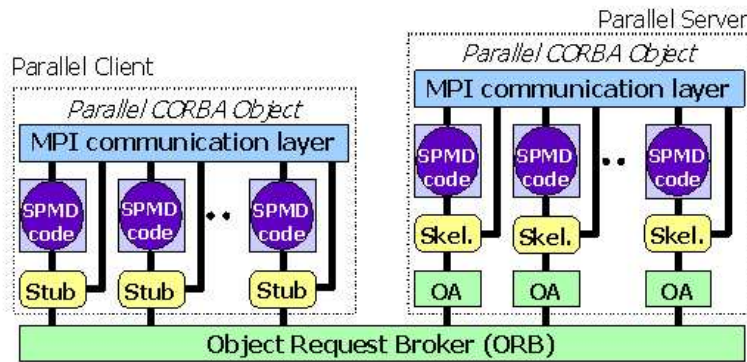 Parallel Server
Parallel CORBA Object
Parallel Client
MPI communication layer
Parallel CORBA Object
MPI communication layer
SPMD code
SPMD code
SPMD code
SPMD code
SPMD code
SPMD code
Skel.
Skel.
Skel.
Stub
Stub
Stub
OA
OA
OA
Object Request Broker (ORB)